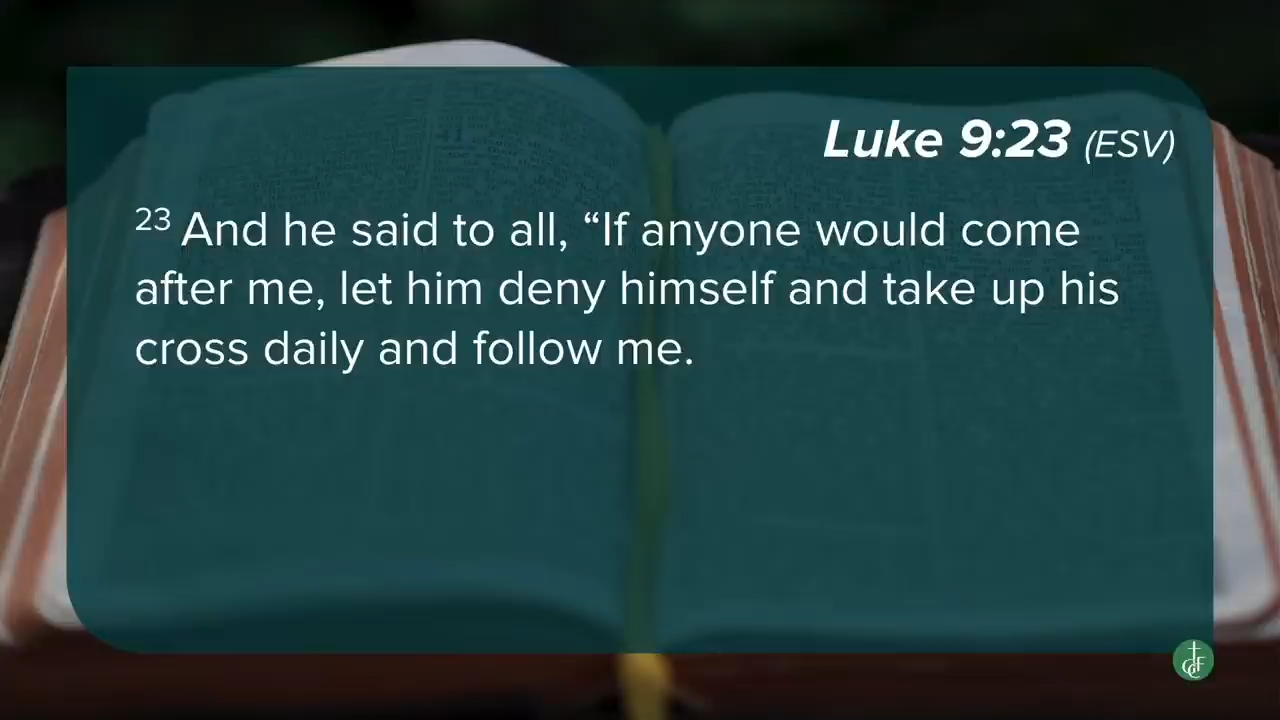 Luke 9:23 (ESV)
23 And he said to all, “If anyone would come
after me, let him deny himself and take up his
cross daily and follow me.